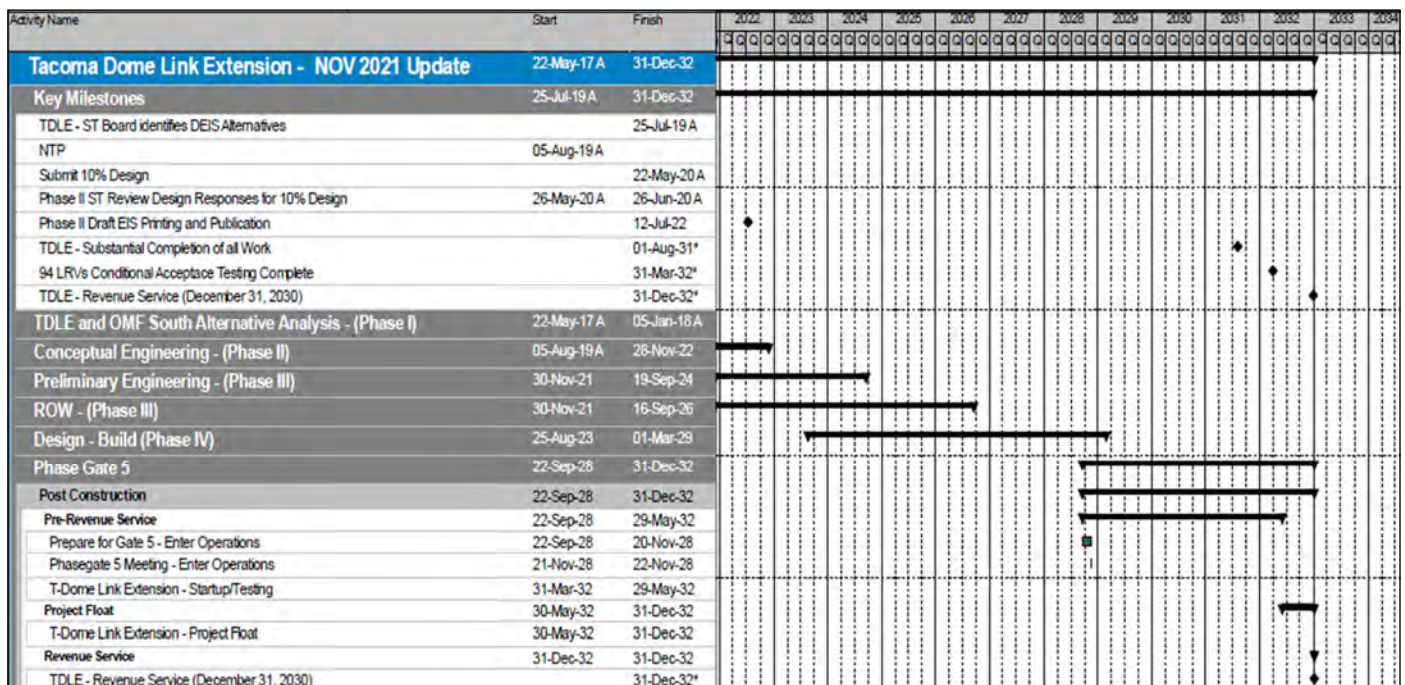 Activity Name Start Finish 2022 2023 2024 2025 2026 2027 2028 2029 2030 2031 2032 2033 2034
Q Q Q Q Q Q Q Q Q Q Q Q Q Q Q Q Q Q Q Q Q Q Q Q Q Q Q Q Q Q Q Q Q Q Q Q Q Q Q Q Q Q Q Q Q Q Q Q Q Q
Tacoma Dome Link Extension - NOV 2021 Update 22-May-17 A 31-Dec-32
Key Milestones 25-Jul-19 A 31-Dec-32
TDLE - ST Board identifies DEIS Alternatives 25-Jul-19 A
NTP 05-Aug-19 A
Submit 10% Design 22-May-20 A
Phase II ST Review Design Responses for 10% Design 26-May-20 A 26-Jun-20 A
Phase II Draft EIS Printing and Publication 12-Jul-22
TDLE - Substantial Completion of all Work 01-Aug-31*
94 LRVs Conditional Acceptace Testing Complete 31-Mar-32*
TDLE - Revenue Service (December 31, 2030) 31-Dec-32*
TDLE and OMF South Alternative Analysis - (Phase I) 22-May-17 A 05-Jan-18 A
Conceptual Engineering - (Phase II) 05-Aug-19 A 28-Nov-22
Preliminary Engineering - (Phase III) 30-Nov-21 19-Sep-24
ROW - (Phase III) 30-Nov-21 16-Sep-26
Design - Build (Phase IV) 25-Aug-23 01-Mar-29
Phase Gate 5 22-Sep-28 31-Dec-32
Post Construction 22-Sep-28 31-Dec-32
Pre-Revenue Service 22-Sep-28 29-May-32
Prepare for Gate 5 - Enter Operations 22-Sep-28 20-Nov-28
Phasegate 5 Meeting - Enter Operations 21-Nov-28 22-Nov-28
T-Dome Link Extension - Startup/Testing 31-Mar-32 29-May-32
Project Float 30-May-32 31-Dec-32
T-Dome Link Extension - Project Float 30-May-32 31-Dec-32
Revenue Service 31-Dec-32 31-Dec-32
TDLE - Revenue Service (December 31, 2030) 31-Dec-32*